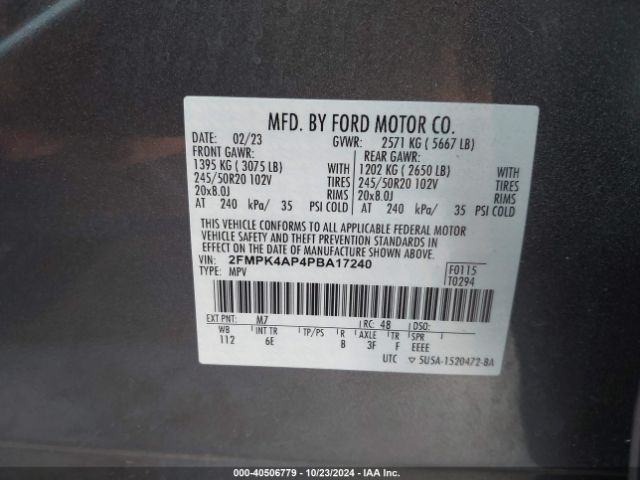 MFD. BY FORD MOTOR CO.
DATE: 02/23 GVWR: 2571 KG ( 5667 LB)
FRONT GAWR: REAR GAWR:
1395 KG ( 3075 LB) WITH 1202 KG ( 2650 LB) WITH
245/50R20 102V TIRES 245/50R20 102V TIRES
20x8.0J RIMS 20x8.0J RIMS
AT 240 kPa/ 35 PSI COLD AT 240 kPa/ 35 PSI COLD
THIS VEHICLE CONFORMS TO ALL APPLICABLE FEDERAL MOTOR
VEHICLE SAFETY AND THEFT PREVENTION STANDARDS IN
EFFECT ON THE DATE OF MANUFACTURE SHOWN ABOVE.
VIN: 2FMPK4AP4PBA17240 F0115
TYPE: MPV T0294
EXT PNT: M7 RC: 48 DSO:
WB INT TR TP/PS R AXLE TR SPR
112 6E B 3F F EEEE
UTC ▽ 5U5A-1520472-BA
000-40506779 - 10/23/2024 - IAA Inc.